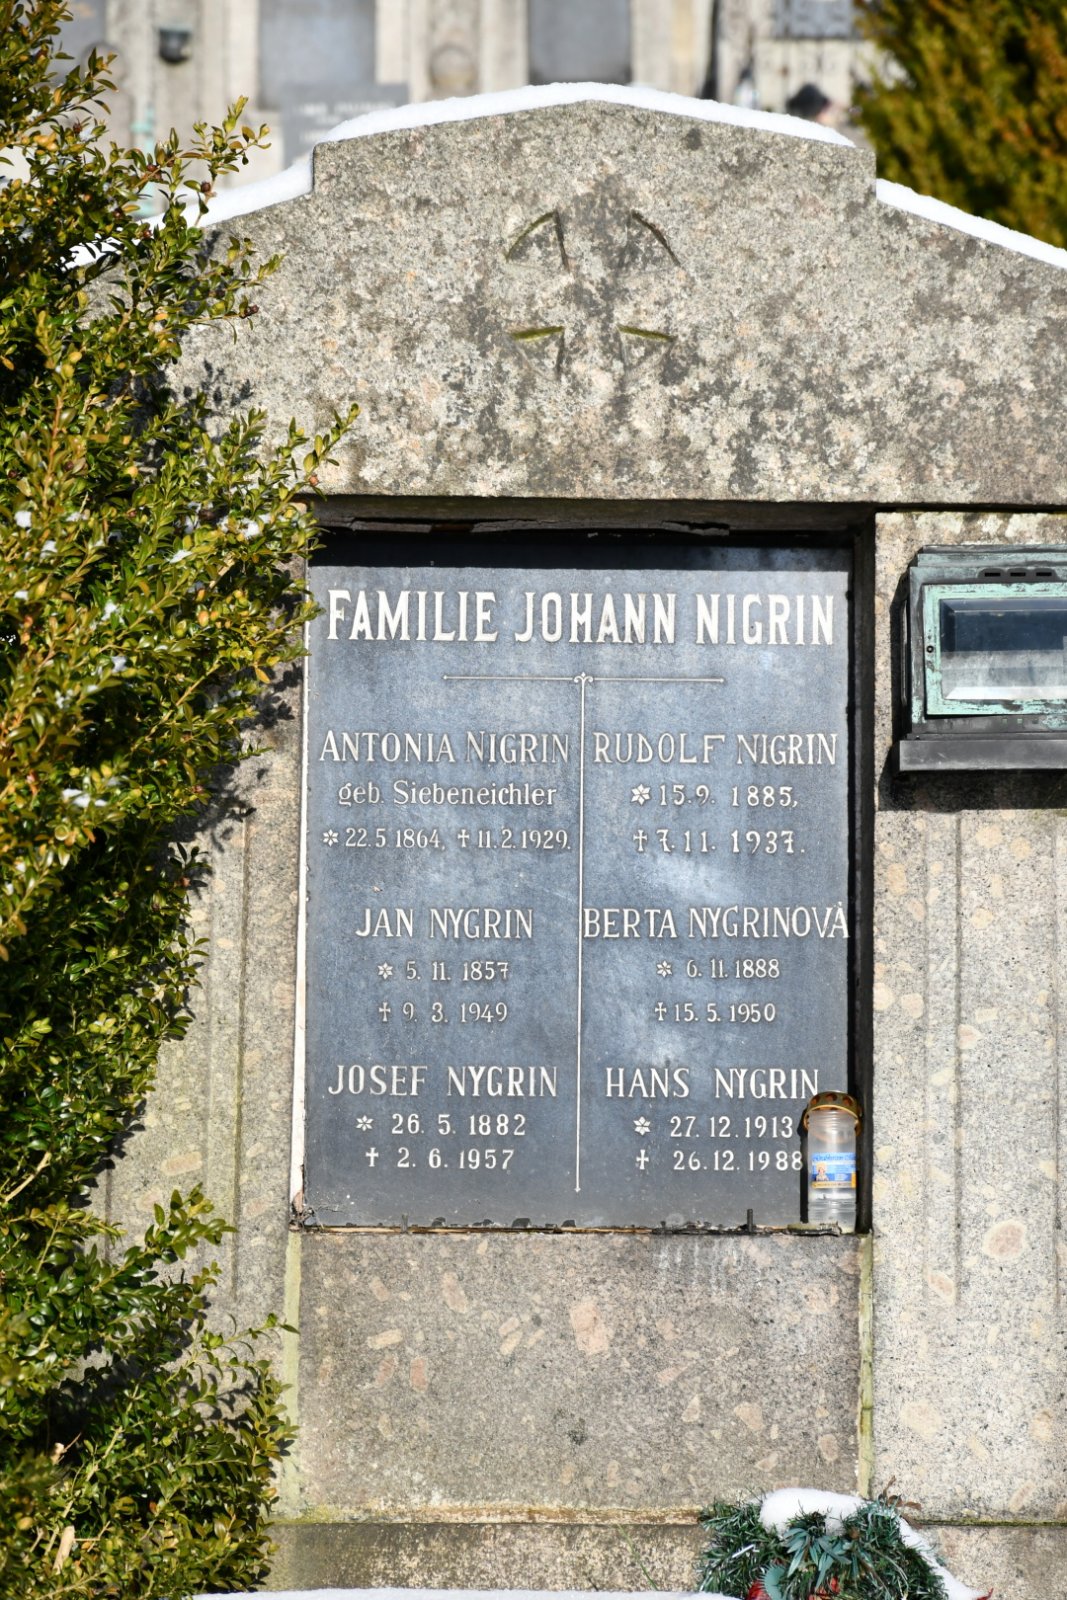 FAMILIE JOHANN NIGRIN
ANTONIA NIGRIN
geb. Siebeneichler
✲ 22.5 1864, ✝ 11.2.1929.
JAN NYGRIN
✲ 5. 11. 1857
✝ 9. 3. 1949
JOSEF NYGRIN
✲ 26. 5. 1882
✝ 2. 6. 1957
RUDOLF NIGRIN
✲ 15.9. 1885,
✝ 7.11. 1937.
BERTA NYGRINOVÁ
✲ 6. 11. 1888
✝ 15. 5. 1950
HANS NYGRIN
✲ 27. 12. 1913
✝ 26.12. 1988